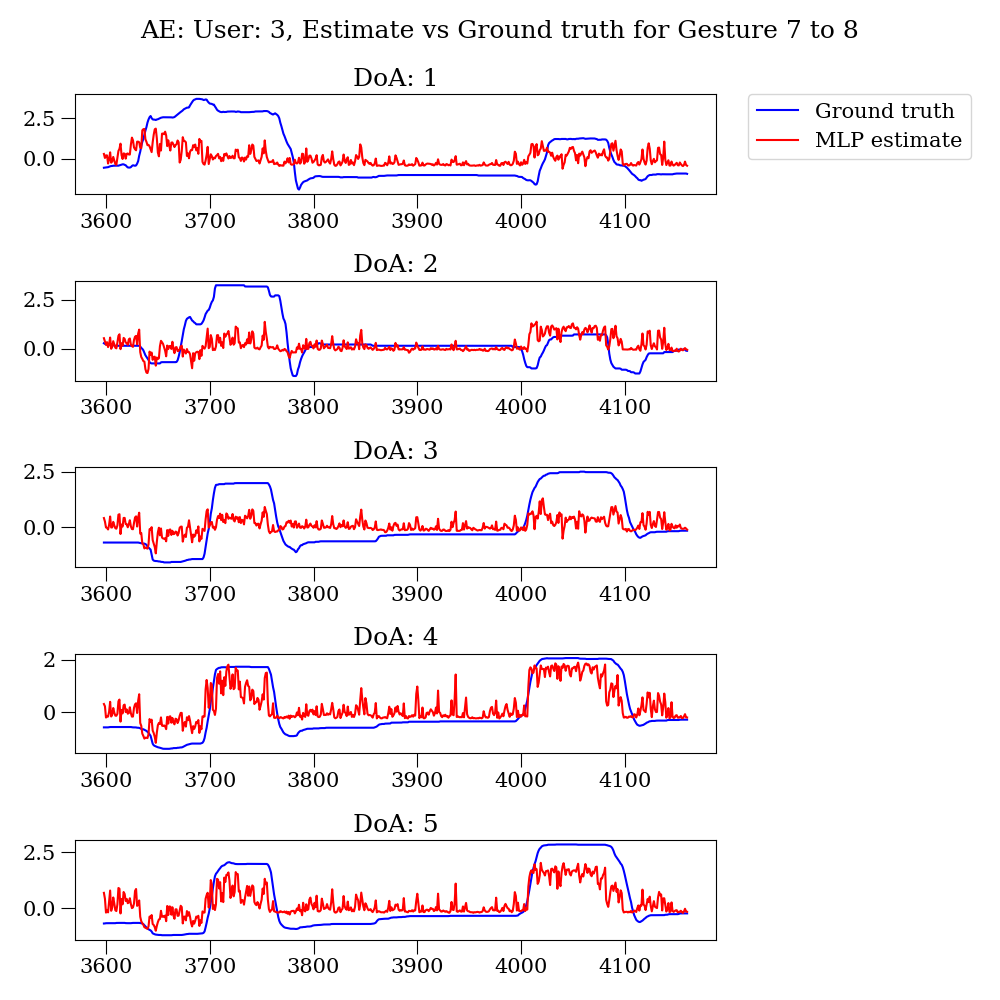 AE: User: 3, Estimate vs Ground truth for Gesture 7 to 8
DoA: 1
Ground truth
MLP estimate
2.5
0.0
3600 3700 3800 3900 4000 4100
DoA: 2
2.5
0.0
3600 3700 3800 3900 4000 4100
DoA: 3
2.5
0.0
3600 3700 3800 3900 4000 4100
DoA: 4
2
0
3600 3700 3800 3900 4000 4100
DoA: 5
2.5
0.0
3600 3700 3800 3900 4000 4100